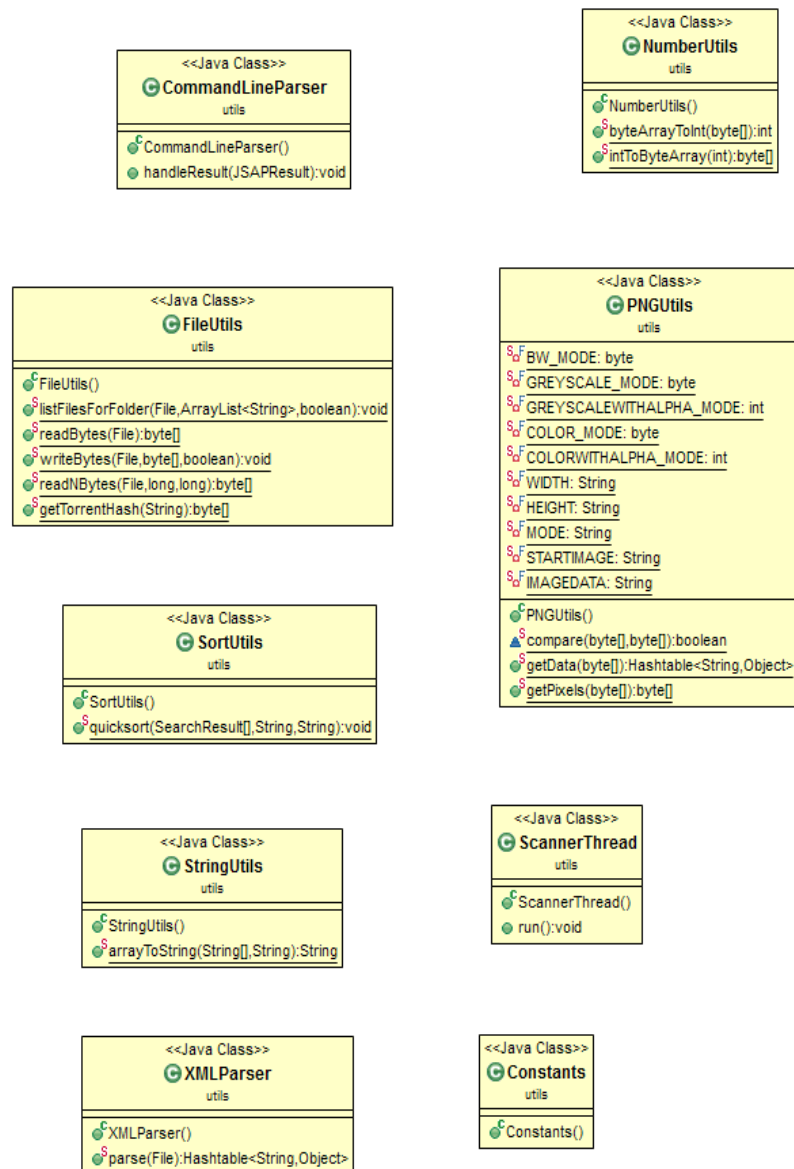 <<Java Class>>
CommandLineParser
utils
CommandLineParser()
handleResult(JSAPResult):void
<<Java Class>>
NumberUtils
utils
NumberUtils()
byteArrayToInt(byte[]):int
intToByteArray(int):byte[]
<<Java Class>>
FileUtils
utils
FileUtils()
listFilesForFolder(File,ArrayList<String>,boolean):void
readBytes(File):byte[]
writeBytes(File,byte[],boolean):void
readNBytes(File,long,long):byte[]
getTorrentHash(String):byte[]
<<Java Class>>
PNGUtils
utils
BW_MODE: byte
GREYSCALE_MODE: byte
GREYSCALEWITHALPHA_MODE: int
COLOR_MODE: byte
COLORWITHALPHA_MODE: int
WIDTH: String
HEIGHT: String
MODE: String
STARTIMAGE: String
IMAGEDATA: String
PNGUtils()
compare(byte[],byte[]):boolean
getData(byte[]):Hashtable<String,Object>
getPixels(byte[]):byte[]
<<Java Class>>
SortUtils
utils
SortUtils()
quicksort(SearchResult[],String,String):void
<<Java Class>>
StringUtils
utils
StringUtils()
arrayToString(String[],String):String
<<Java Class>>
ScannerThread
utils
ScannerThread()
run():void
<<Java Class>>
XMLParser
utils
XMLParser()
parse(File):Hashtable<String,Object>
<<Java Class>>
Constants
utils
Constants()